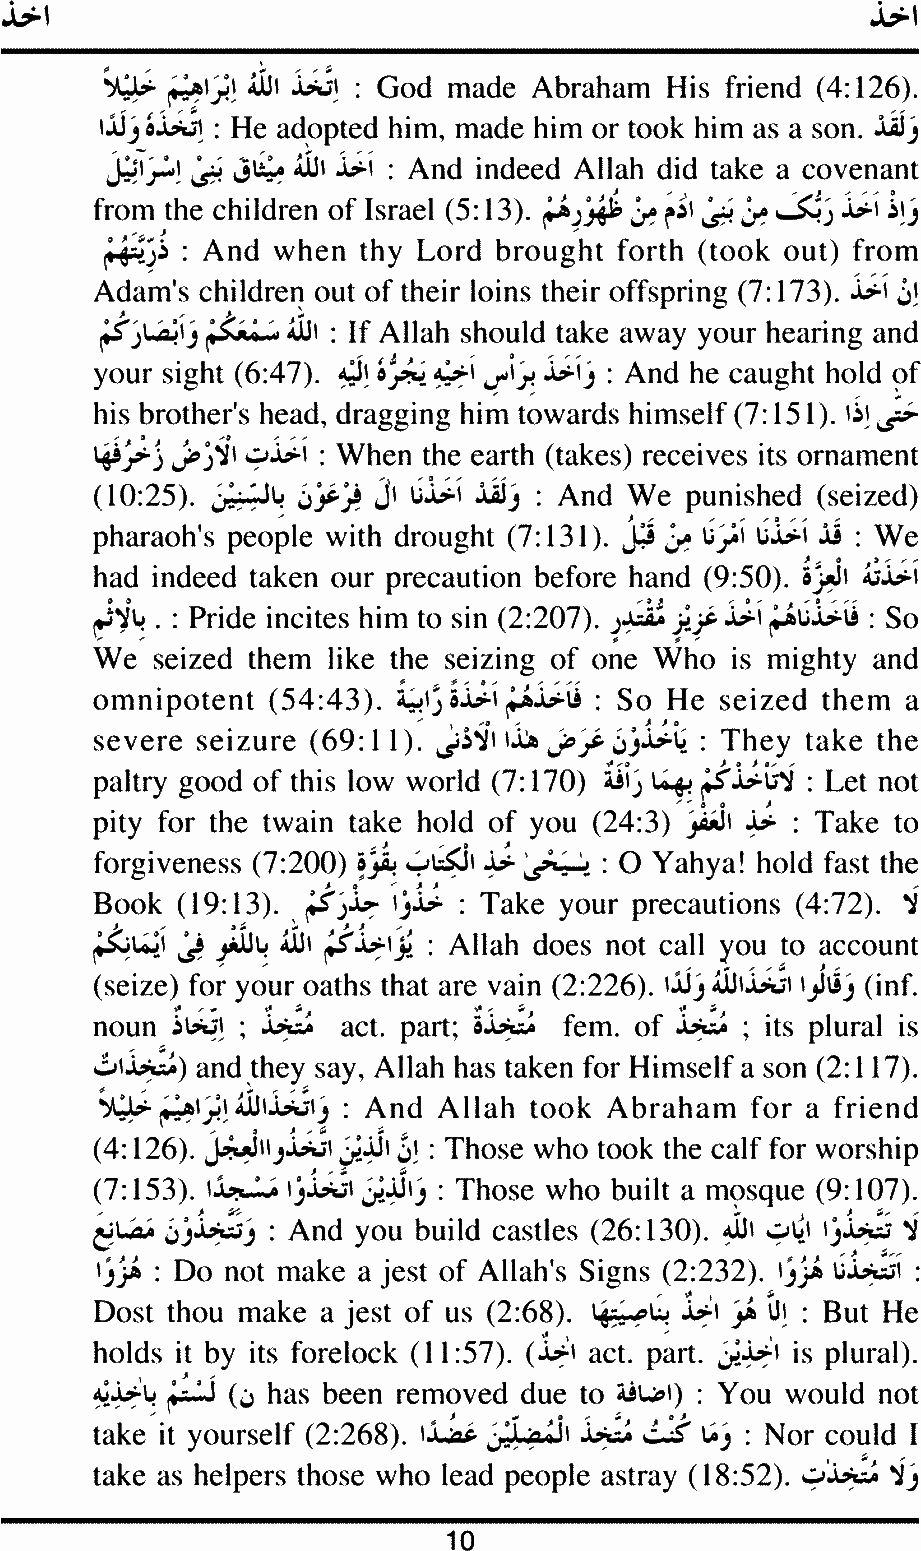 اخذ اخذ
اِتَّخَذَ اللّٰهُ اِبْرَاهِيْمَ خَلِيْلاً : God made Abraham His friend (4:126).
اِتَّخَذَهٗ وَلَدًا : He adopted him, made him or took him as a son. وَلَقَدْ
اَخَذَ اللّٰهُ مِيْثَاقَ بَنِيْ اِسْرَآئِيْلَ : And indeed Allah did take a covenant
from the children of Israel (5:13). وَاِذْ اَخَذَ رَبُّكَ مِنْ بَنِيْ اٰدَمَ مِنْ ظُهُوْرِهِمْ
ذُرِّيَّتَهُمْ : And when thy Lord brought forth (took out) from
Adam's children out of their loins their offspring (7:173). اِنْ اَخَذَ
اللّٰهُ سَمْعَكُمْ وَاَبْصَارَكُمْ : If Allah should take away your hearing and
your sight (6:47). وَاَخَذَ بِرَاْسِ اَخِيْهِ يَجُرُّهٗ اِلَيْهِ : And he caught hold of
his brother's head, dragging him towards himself (7:151). حَتّٰى اِذَا
اَخَذَتِ الْاَرْضُ زُخْرُفَهَا : When the earth (takes) receives its ornament
(10:25). وَلَقَدْ اَخَذْنَا اٰلَ فِرْعَوْنَ بِالسِّنِيْنَ : And We punished (seized)
pharaoh's people with drought (7:131). قَدْ اَخَذْنَا اَمْرَنَا مِنْ قَبْلُ : We
had indeed taken our precaution before hand (9:50). اَخَذَتْهُ الْعِزَّةُ
بِالْاِثْمِ . : Pride incites him to sin (2:207). فَاَخَذْنَاهُمْ اَخْذَ عَزِيْزٍ مُّقْتَدِرٍ : So
We seized them like the seizing of one Who is mighty and
omnipotent (54:43). فَاَخَذَهُمْ اَخْذَةً رَّابِيَةً : So He seized them a
severe seizure (69:11). يَاْخُذُوْنَ عَرَضَ هٰذَا الْاَدْنٰى : They take the
paltry good of this low world (7:170) لَاتَاْخُذْكُمْ بِهِمَا رَاْفَةٌ : Let not
pity for the twain take hold of you (24:3) خُذِ الْعَفْوَ : Take to
forgiveness (7:200) يٰيَحْيٰى خُذِ الْكِتَابَ بِقُوَّةٍ : O Yahya! hold fast the
Book (19:13). خُذُوْا حِذْرَكُمْ : Take your precautions (4:72). لَا
يُؤَاخِذُكُمُ اللّٰهُ بِاللَّغْوِ فِيْ اَيْمَانِكُمْ : Allah does not call you to account
(seize) for your oaths that are vain (2:226). وَقَالُوا اتَّخَذَاللّٰهُ وَلَدًا (inf.
noun اِتِّخَاذٌ ; مُتَّخِذٌ act. part; مُتَّخِذَةٌ fem. of مُتَّخِذٌ ; its plural is
مُتَّخِذَاتٌ) and they say, Allah has taken for Himself a son (2:117).
وَاتَّخَذَاللّٰهُ اِبْرَاهِيْمَ خَلِيْلاً : And Allah took Abraham for a friend
(4:126). اِنَّ الَّذِيْنَ اتَّخَذُواالْعِجْلَ : Those who took the calf for worship
(7:153). وَالَّذِيْنَ اتَّخَذُوْا مَسْجِدًا : Those who built a mosque (9:107).
وَتَتَّخِذُوْنَ مَصَانِعَ : And you build castles (26:130). لَا تَتَّخِذُوْا اٰيَاتِ اللّٰهِ
هُزُوًا : Do not make a jest of Allah's Signs (2:232). اَتَتَّخِذُنَا هُزُوًا :
Dost thou make a jest of us (2:68). اِلَّا هُوَ اٰخِذٌ بِنَاصِيَتِهَا : But He
holds it by its forelock (11:57). (اٰخِذٌ act. part. اٰخِذِيْنَ is plural).
لَسْتُمْ بِاٰخِذِيْهِ (ن has been removed due to اضافة) : You would not
take it yourself (2:268). وَمَا كُنْتُ مُتَّخِذَ الْمُضِلِّيْنَ عَضُدًا : Nor could I
take as helpers those who lead people astray (18:52). وَلَا مُتَّخِذٰتِ
10